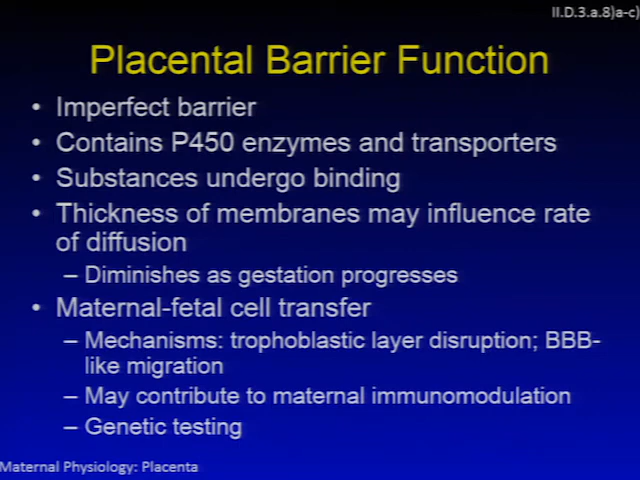 II.D.3.a.8)a-c)
Placental Barrier Function
• Imperfect barrier
• Contains P450 enzymes and transporters
• Substances undergo binding
• Thickness of membranes may influence rate
of diffusion
– Diminishes as gestation progresses
• Maternal-fetal cell transfer
– Mechanisms: trophoblastic layer disruption; BBB-
like migration
– May contribute to maternal immunomodulation
– Genetic testing
Maternal Physiology: Placenta